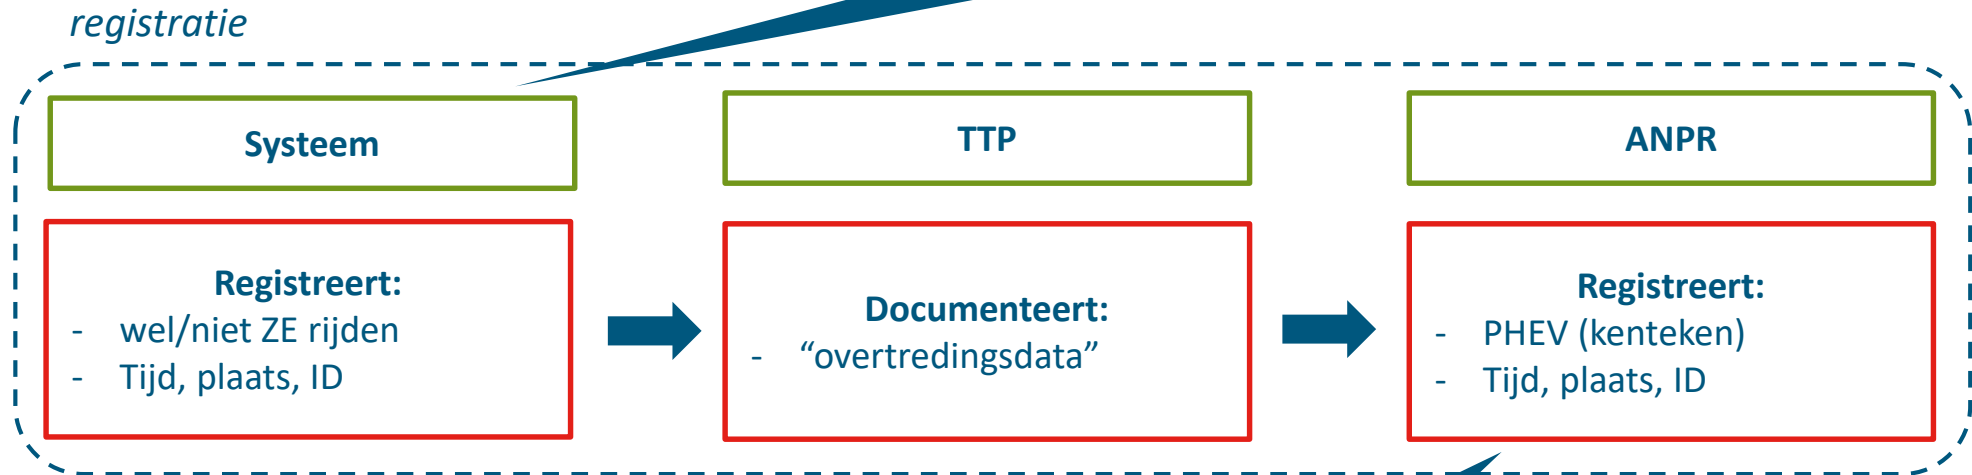 registratie
Systeem
Registreert:
- wel/niet ZE rijden
- Tijd, plaats, ID
TTP
Documenteert:
- “overtredingsdata”
ANPR
Registreert:
- PHEV (kenteken)
- Tijd, plaats, ID